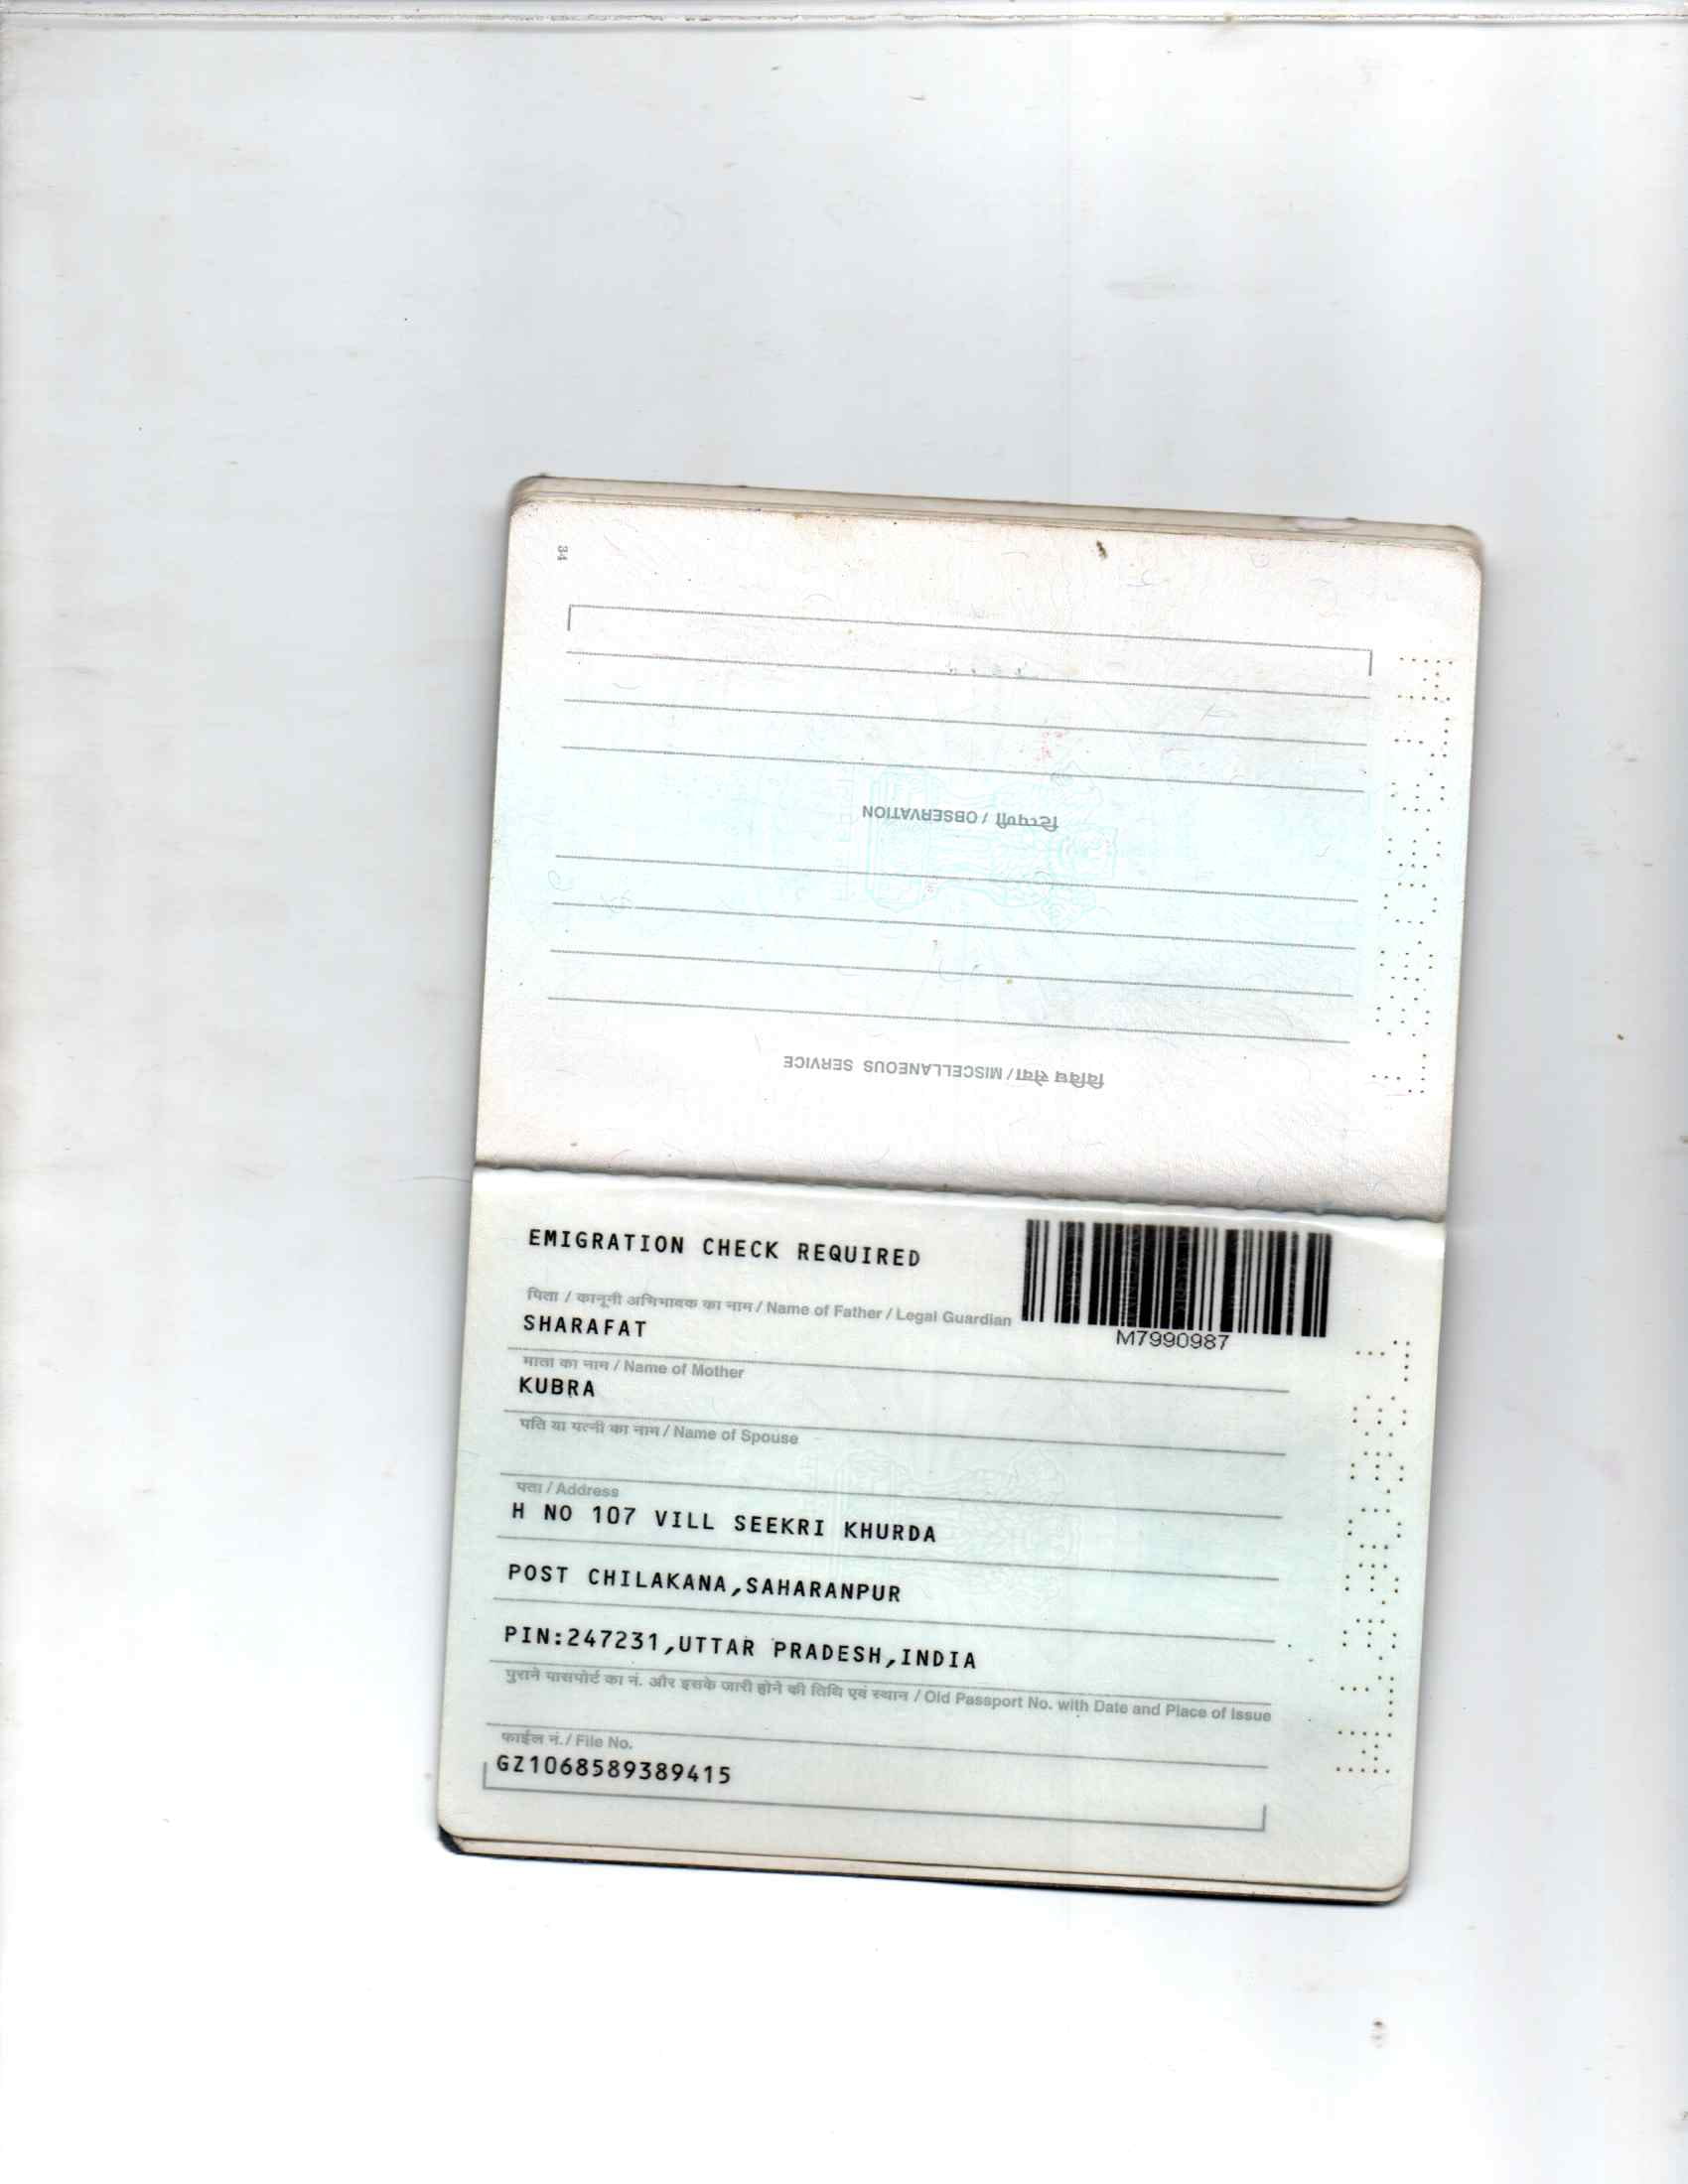 34
टिप्पणी / OBSERVATION
विविध सेवा / MISCELLANEOUS SERVICE
EMIGRATION CHECK REQUIRED
M7990987
पिता / कानूनी अभिभावक का नाम / Name of Father / Legal Guardian
SHARAFAT
माता का नाम / Name of Mother
KUBRA
पति या पत्नी का नाम / Name of Spouse
पता / Address
H NO 107 VILL SEEKRI KHURDA
POST CHILAKANA,SAHARANPUR
PIN:247231,UTTAR PRADESH,INDIA
पुराने पासपोर्ट का नं. और इसके जारी होने की तिथि एवं स्थान / Old Passport No. with Date and Place of Issue
फाईल नं. / File No.
GZ1068589389415